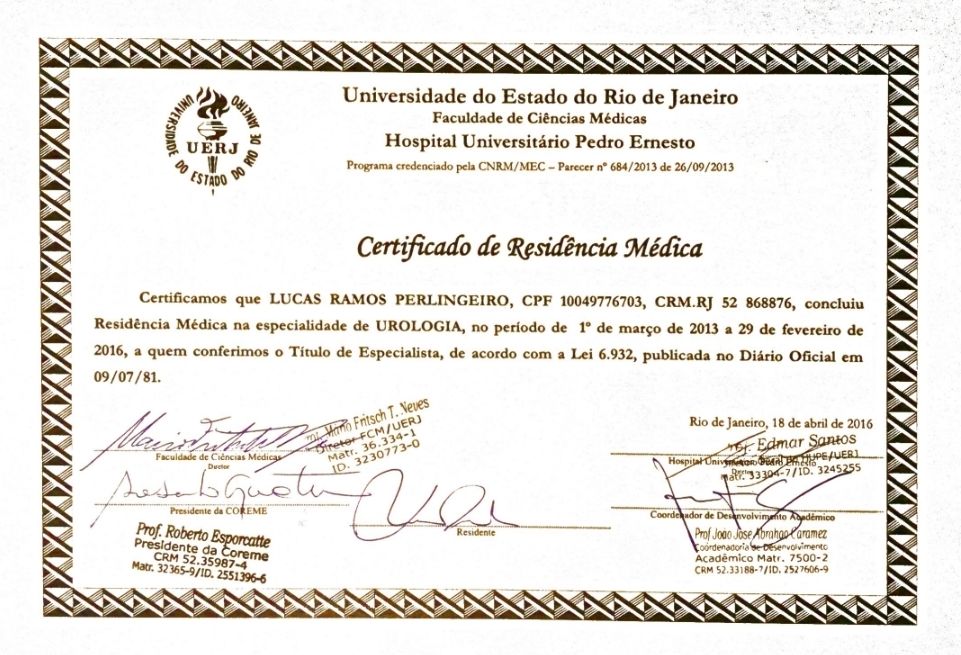 Universidade do Estado do Rio de Janeiro
Faculdade de Ciências Médicas
Hospital Universitário Pedro Ernesto
Programa credenciado pela CNRM/MEC – Parecer nº 684/2013 de 26/09/2013
UNIVERSIDADE DO ESTADO DO RIO DE JANEIRO
UERJ
Certificado de Residência Médica
Certificamos que LUCAS RAMOS PERLINGEIRO, CPF 10049776703, CRM.RJ 52 868876, concluiu
Residência Médica na especialidade de UROLOGIA, no período de 1º de março de 2013 a 29 de fevereiro de
2016, a quem conferimos o Título de Especialista, de acordo com a Lei 6.932, publicada no Diário Oficial em
09/07/81.
Rio de Janeiro, 18 de abril de 2016
Dr. Mario Fritsch T. Neves
Diretor FCM/UERJ
Matr. 36.334-1
ID. 3230773-0
Faculdade de Ciências Médicas
Diretor
Edmar Santos
HUPE/UERJ
Matr. 33304-7/ID. 3245255
Hospital Universitário Pedro Ernesto
Presidente da COREME
Prof. Roberto Esporcatte
Presidente da Coreme
CRM 52.35987-4
Matr. 32365-9/ID. 2551396-6
Residente
Coordenador de Desenvolvimento Acadêmico
Prof João José Abrahão Caramez
Coordenadoria de Desenvolvimento
Acadêmico Matr. 7500-2
CRM 52.33188-7/ID. 2527606-9